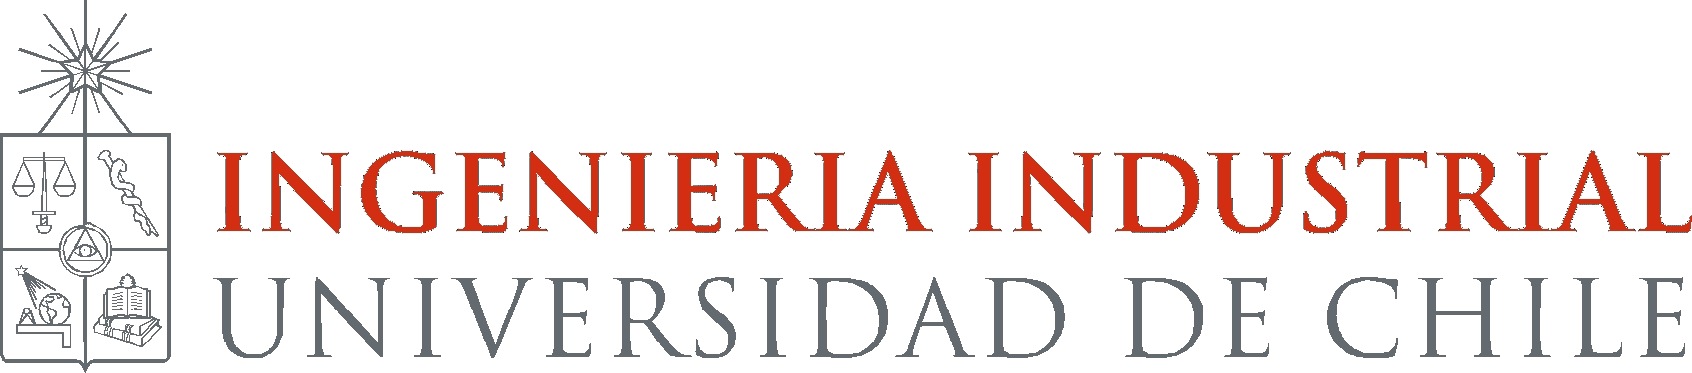 INGENIERIA INDUSTRIAL
UNIVERSIDAD DE CHILE